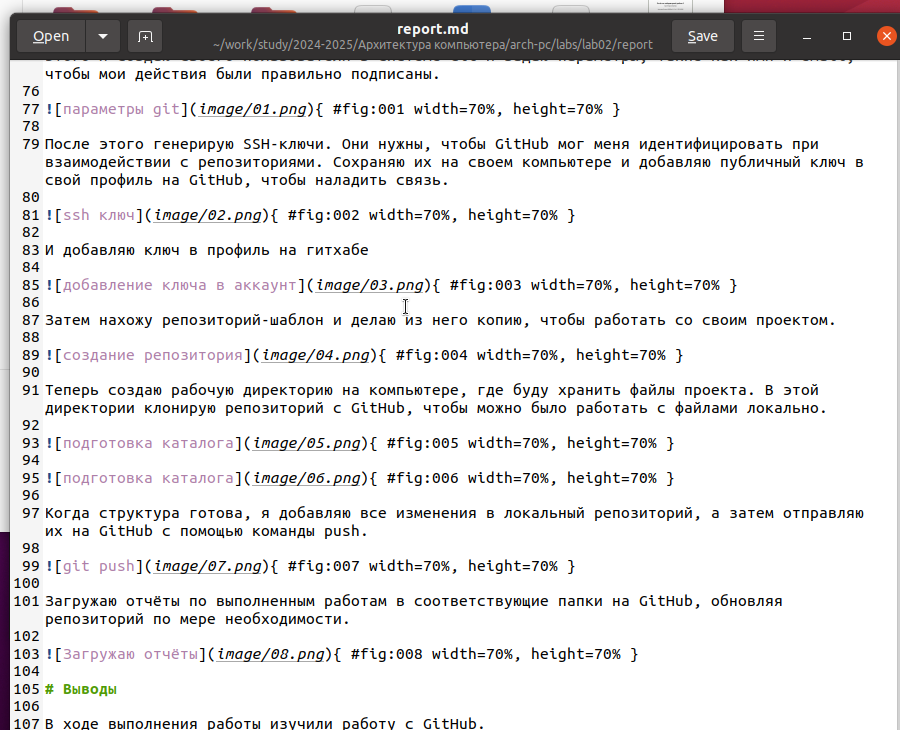 report.md
Open
~/work/study/2024-2025/Архитектура компьютера/arch-pc/labs/lab02/report
Save
чтобы мои действия были правильно подписаны.
76
77 ![параметры git](image/01.png){ #fig:001 width=70%, height=70% }
78
79 После этого генерирую SSH-ключи. Они нужны, чтобы GitHub мог меня идентифицировать при
взаимодействии с репозиториями. Сохраняю их на своем компьютере и добавляю публичный ключ в
свой профиль на GitHub, чтобы наладить связь.
80
81 ![ssh ключ](image/02.png){ #fig:002 width=70%, height=70% }
82
83 И добавляю ключ в профиль на гитхабе
84
85 ![добавление ключа в аккаунт](image/03.png){ #fig:003 width=70%, height=70% }
86
87 Затем нахожу репозиторий-шаблон и делаю из него копию, чтобы работать со своим проектом.
88
89 ![создание репозитория](image/04.png){ #fig:004 width=70%, height=70% }
90
91 Теперь создаю рабочую директорию на компьютере, где буду хранить файлы проекта. В этой
директории клонирую репозиторий с GitHub, чтобы можно было работать с файлами локально.
92
93 ![подготовка каталога](image/05.png){ #fig:005 width=70%, height=70% }
94
95 ![подготовка каталога](image/06.png){ #fig:006 width=70%, height=70% }
96
97 Когда структура готова, я добавляю все изменения в локальный репозиторий, а затем отправляю
их на GitHub с помощью команды push.
98
99 ![git push](image/07.png){ #fig:007 width=70%, height=70% }
100
101 Загружаю отчёты по выполненным работам в соответствующие папки на GitHub, обновляя
репозиторий по мере необходимости.
102
103 ![Загружаю отчёты](image/08.png){ #fig:008 width=70%, height=70% }
104
105 # Выводы
106
107 В ходе выполнения работы изучили работу с GitHub.